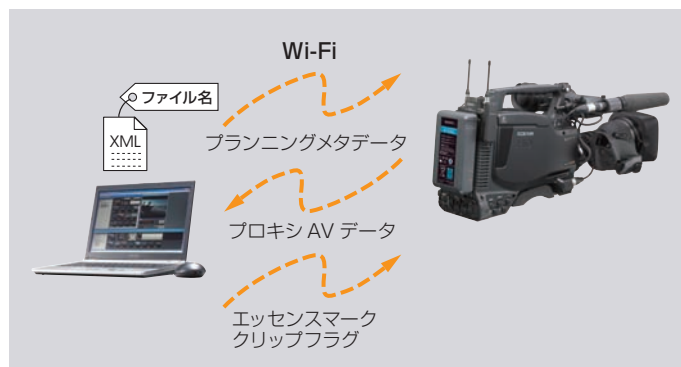 Wi-Fi
ファイル名
XML
プランニングメタデータ
プロキシ AV データ
エッセンスマーク
クリップフラグ